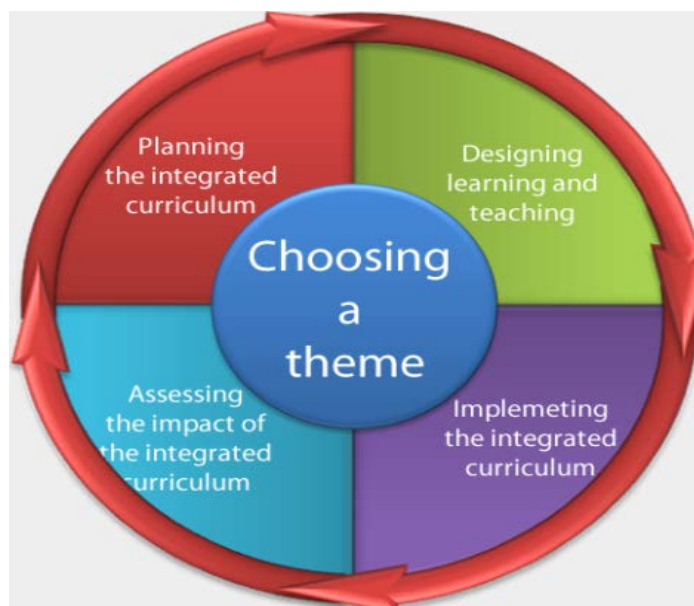 Planning
the integrated
curriculum
Designing
learning and
teaching
Choosing
a
theme
Assessing
the impact of
the integrated
curriculum
Implemeting
the integrated
curriculum